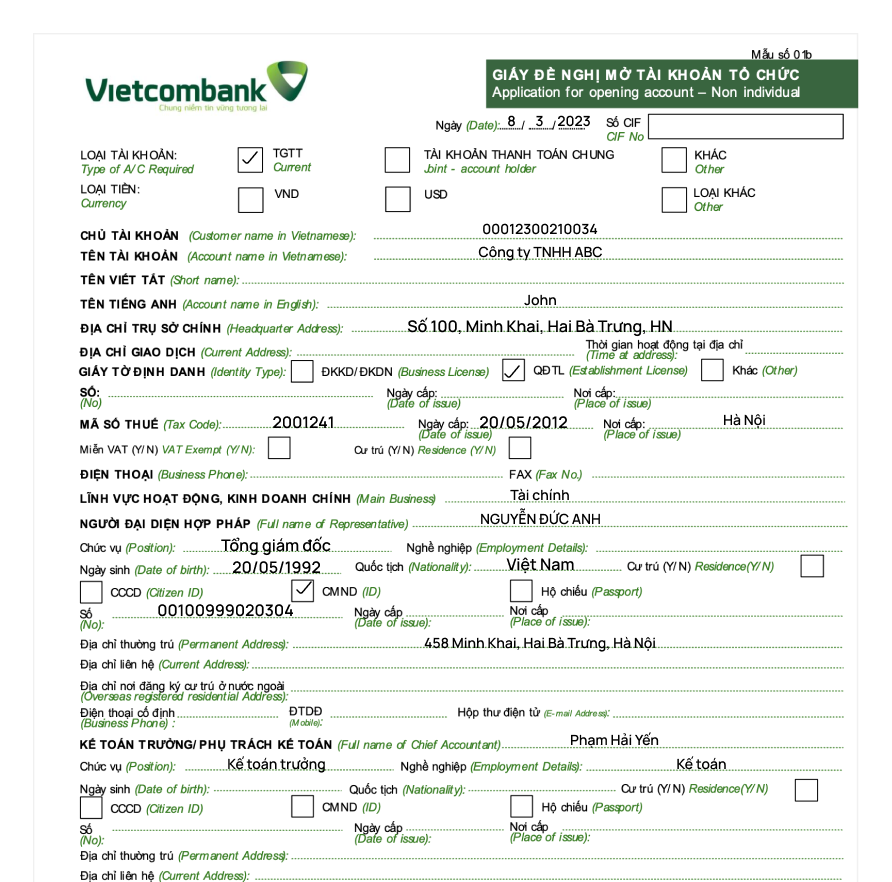 Mẫu số 01b
Vietcombank
Chung niềm tin vững tương lai
GIẤY ĐỀ NGHỊ MỞ TÀI KHOẢN TỔ CHỨC
Application for opening account – Non individual
Ngày (Date): 8 / 3 / 2023 Số CIF
CIF No
LOẠI TÀI KHOẢN: TGTT TÀI KHOẢN THANH TOÁN CHUNG KHÁC
Type of A/C Required Current Joint - account holder Other
LOẠI TIỀN: VND USD LOẠI KHÁC
Currency Other
CHỦ TÀI KHOẢN (Customer name in Vietnamese): 00012300210034
TÊN TÀI KHOẢN (Account name in Vietnamese): Công ty TNHH ABC
TÊN VIẾT TẮT (Short name):
TÊN TIẾNG ANH (Account name in English): John
ĐỊA CHỈ TRỤ SỞ CHÍNH (Headquarter Address): Số 100, Minh Khai, Hai Bà Trưng, HN
ĐỊA CHỈ GIAO DỊCH (Current Address): Thời gian hoạt động tại địa chỉ
(Time at address):
GIẤY TỜ ĐỊNH DANH (Identity Type): ĐKKD/ĐKDN (Business License) QĐTL (Establishment License) Khác (Other)
SỐ: Ngày cấp: Nơi cấp:
(No) (Date of issue) (Place of issue)
MÃ SỐ THUẾ (Tax Code): 2001241 Ngày cấp: 20/05/2012 Nơi cấp: Hà Nội
(Date of issue) (Place of issue)
Miễn VAT (Y/N) VAT Exempt (Y/N): Cư trú (Y/N) Residence (Y/N)
ĐIỆN THOẠI (Business Phone): FAX (Fax No.)
LĨNH VỰC HOẠT ĐỘNG, KINH DOANH CHÍNH (Main Business) Tài chính
NGƯỜI ĐẠI DIỆN HỢP PHÁP (Full name of Representative) NGUYỄN ĐỨC ANH
Chức vụ (Position): Tổng giám đốc Nghề nghiệp (Employment Details):
Ngày sinh (Date of birth): 20/05/1992 Quốc tịch (Nationality): Việt Nam Cư trú (Y/N) Residence(Y/N)
CCCD (Citizen ID) CMND (ID) Hộ chiếu (Passport)
Số 00100999020304 Ngày cấp Nơi cấp
(No): (Date of issue): (Place of issue):
Địa chỉ thường trú (Permanent Address): 458 Minh Khai, Hai Bà Trưng, Hà Nội
Địa chỉ liên hệ (Current Address):
Địa chỉ nơi đăng ký cư trú ở nước ngoài
(Overseas registered residential Address):
Điện thoại cố định ĐTDĐ Hộp thư điện tử (E-mail Address):
(Business Phone) : (Mobile):
KẾ TOÁN TRƯỞNG/ PHỤ TRÁCH KẾ TOÁN (Full name of Chief Accountant) Phạm Hải Yến
Chức vụ (Position): Kế toán trưởng Nghề nghiệp (Employment Details): Kế toán
Ngày sinh (Date of birth): Quốc tịch (Nationality): Cư trú (Y/N) Residence(Y/N)
CCCD (Citizen ID) CMND (ID) Hộ chiếu (Passport)
Số Ngày cấp Nơi cấp
(No): (Date of issue): (Place of issue):
Địa chỉ thường trú (Permanent Address):
Địa chỉ liên hệ (Current Address):